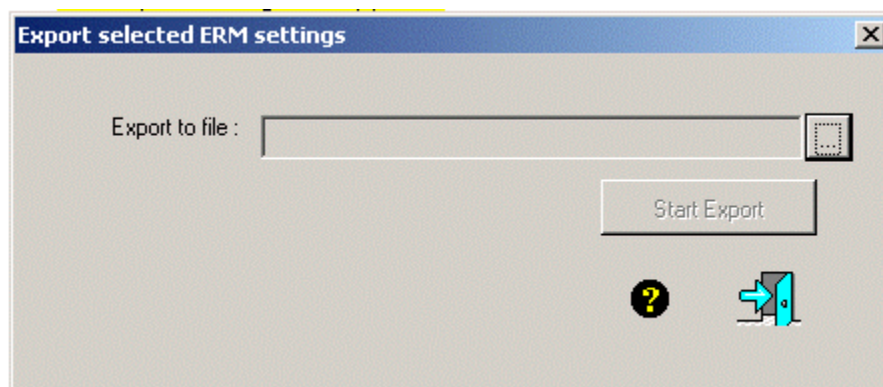 Export selected ERM settings
Export to file :
...
Start Export
?